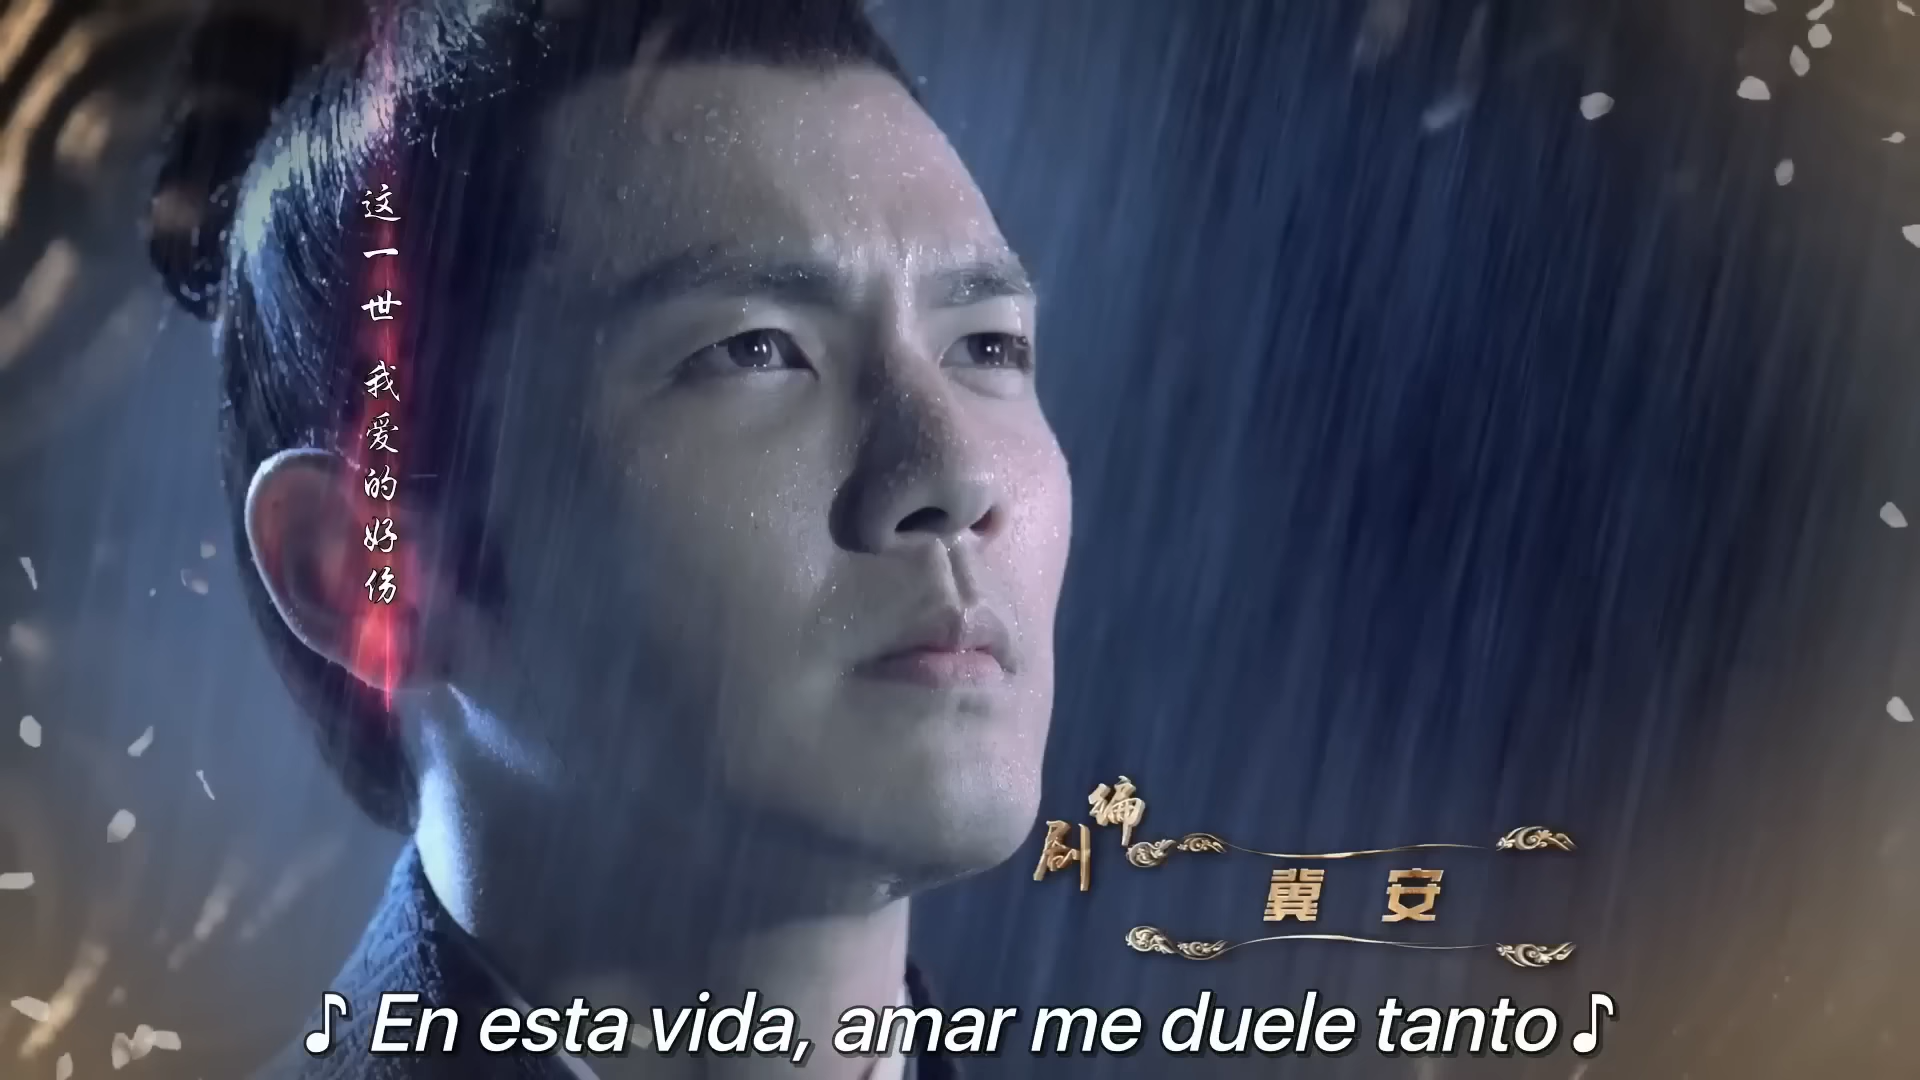 这一世 我爱的好伤
编剧
冀安
♪ En esta vida, amar me duele tanto ♪